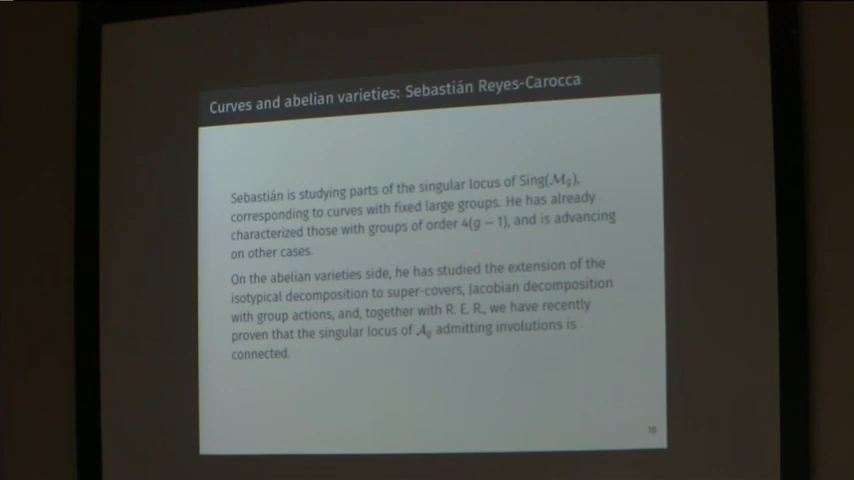 Curves and abelian varieties: Sebastián Reyes-Carocca
Sebastián is studying parts of the singular locus of Sing(ℳg),
corresponding to curves with fixed large groups. He has already
characterized those with groups of order 4(g − 1), and is advancing
on other cases.
On the abelian varieties side, he has studied the extension of the
isotypical decomposition to super-covers, Jacobian decomposition
with group actions, and, together with R. E. R., we have recently
proven that the singular locus of 𝒜g admitting involutions is
connected.